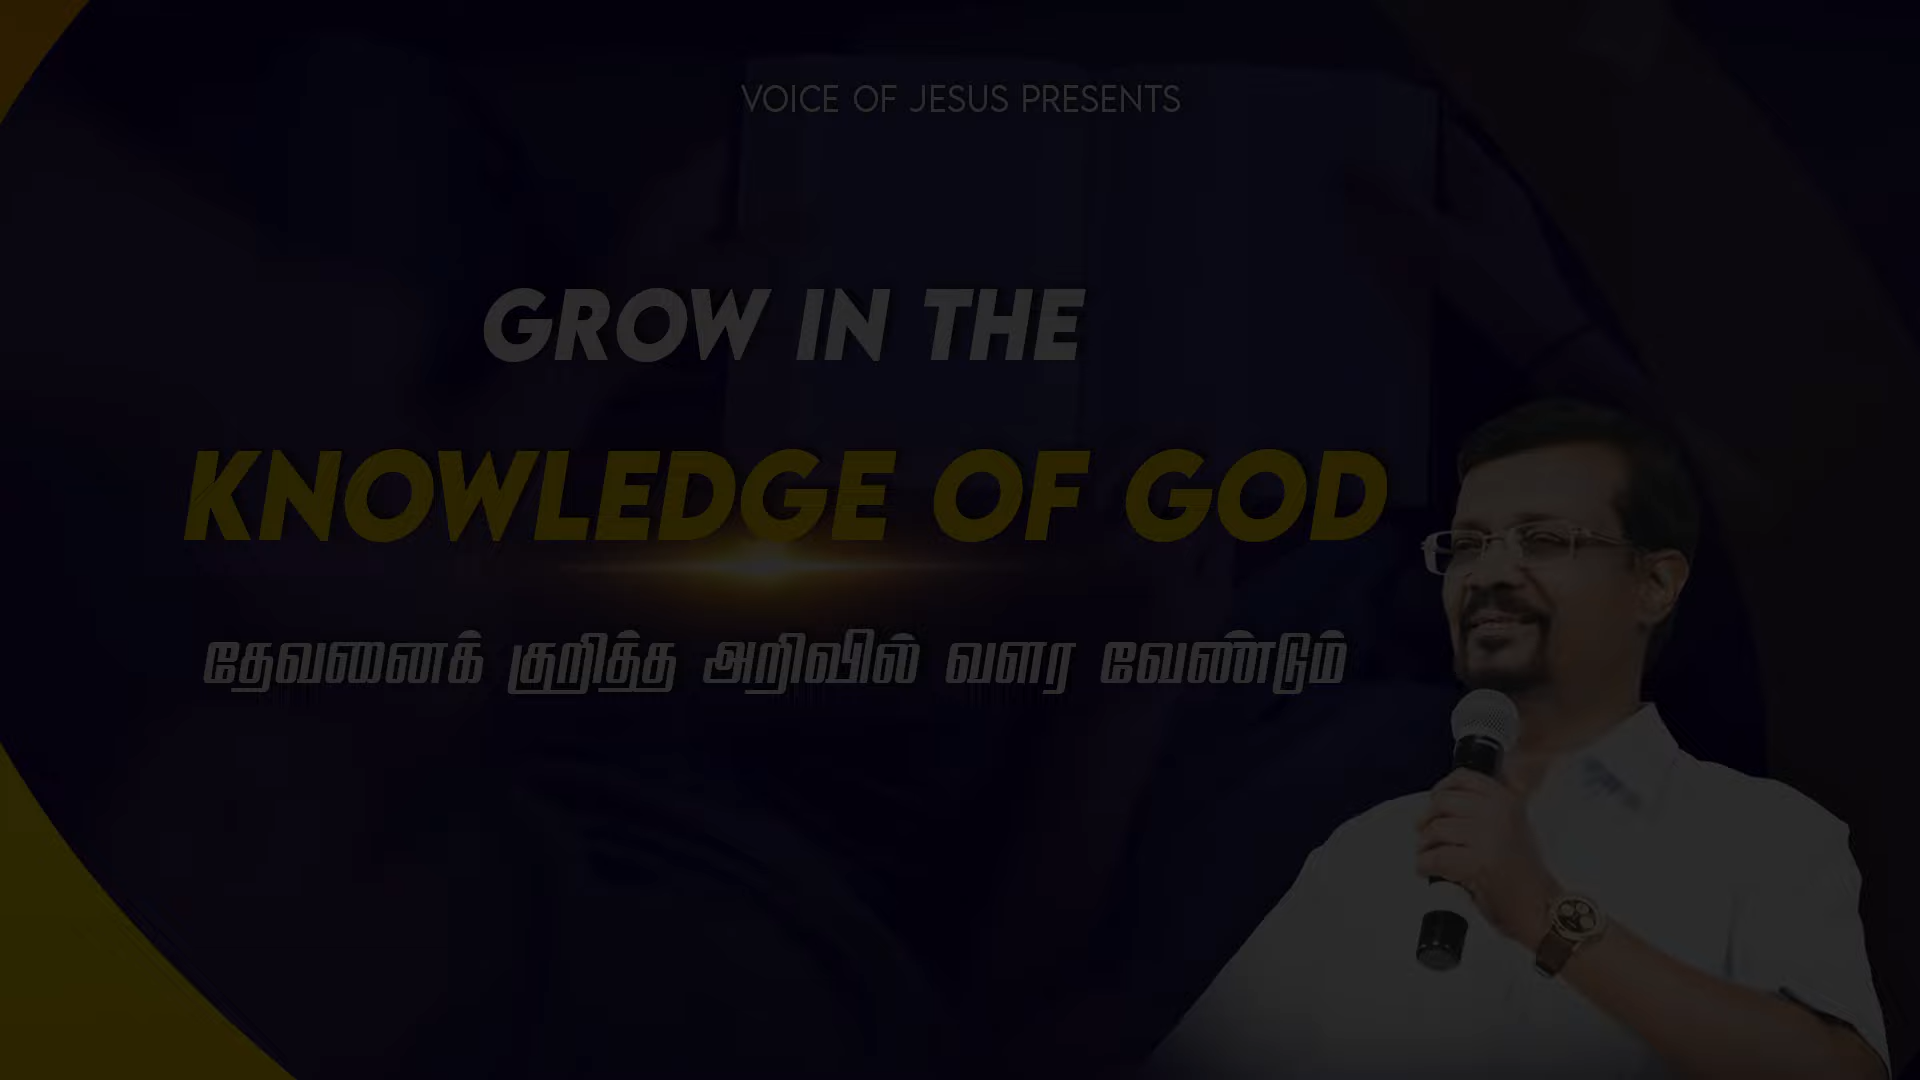 VOICE OF JESUS PRESENTS
GROW IN THE
KNOWLEDGE OF GOD
தேவனைக் குறித்த அறிவில் வளர வேண்டும்